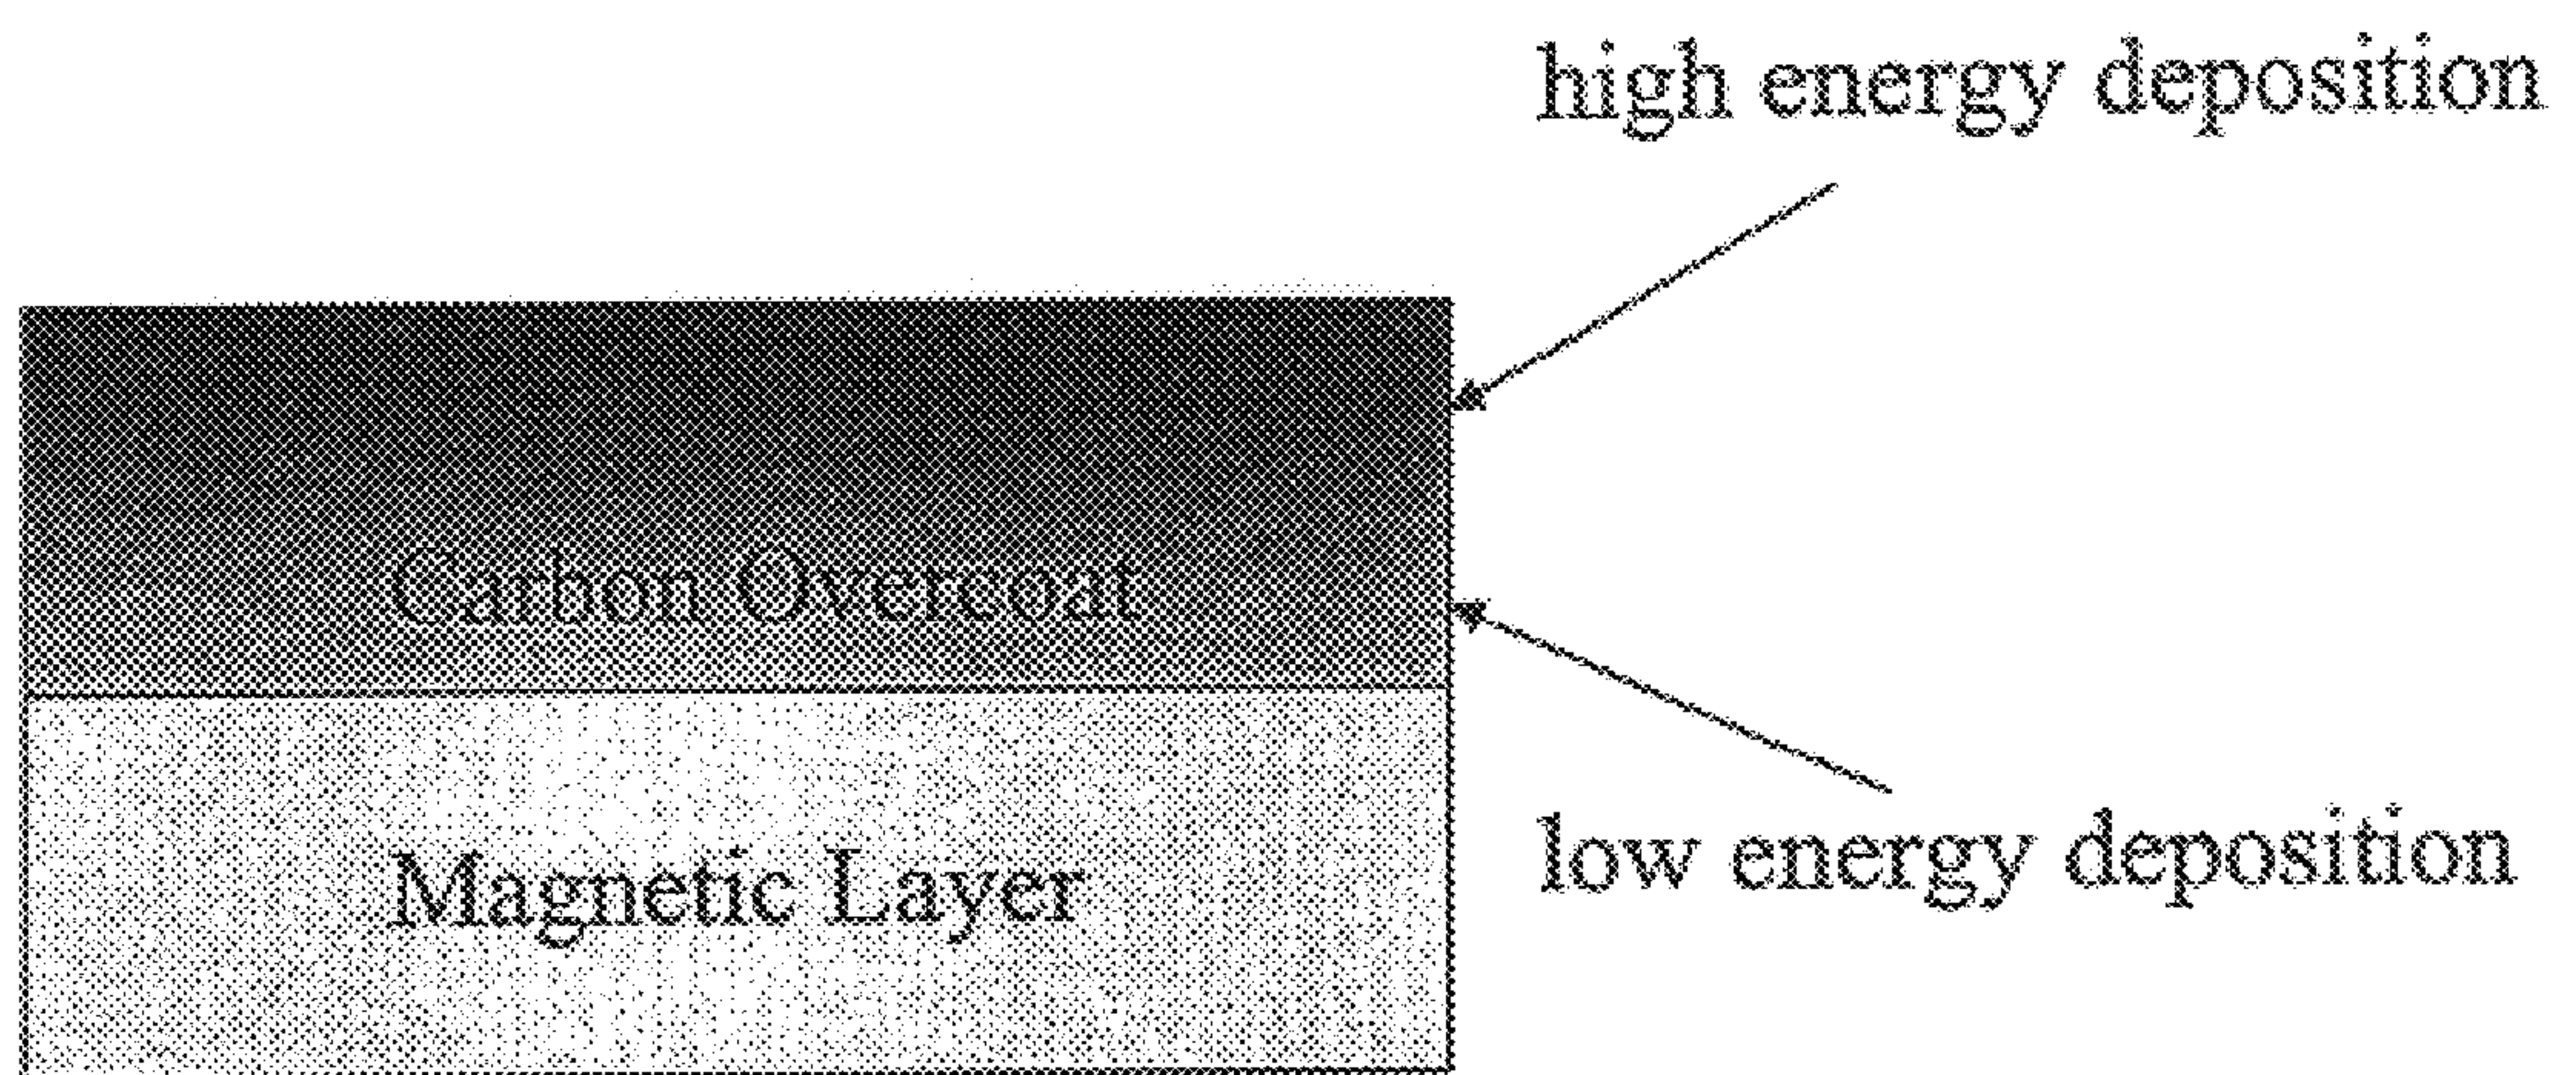 high energy deposition
Carbon Overcoat
Magnetic Layer
low energy deposition